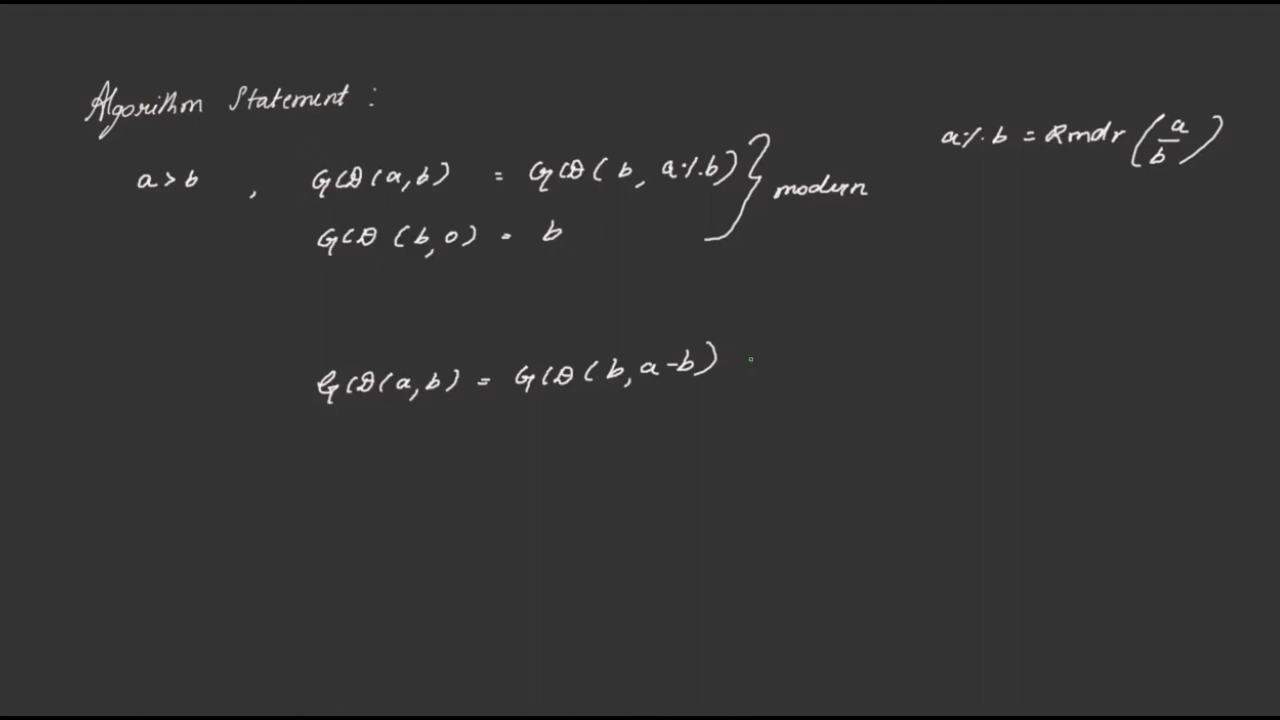 Algorithm Statement :
a > b , GCD (a,b) = GCD ( b, a % b) } modern
GCD (b,0) = b
a % b = Rmdr (a/b)
GCD (a,b) = GCD ( b, a-b)